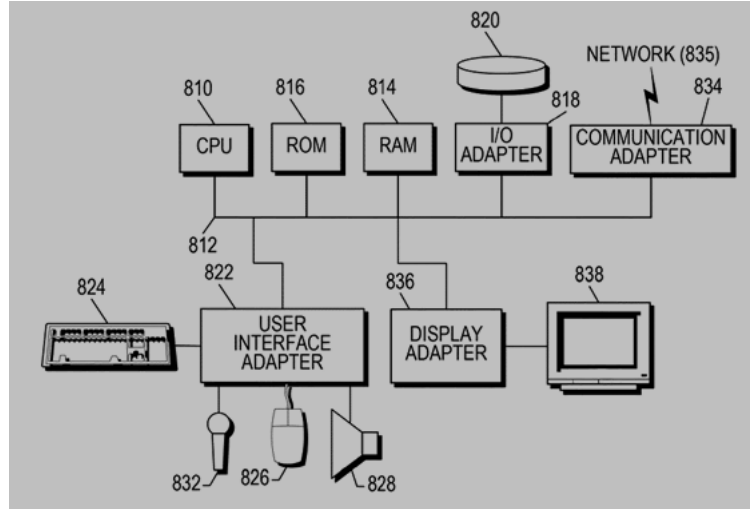 820
NETWORK (835)
810
816
814
818
834
CPU
ROM
RAM
I/O
ADAPTER
COMMUNICATION
ADAPTER
812
822
836
838
824
USER
INTERFACE
ADAPTER
DISPLAY
ADAPTER
832
826
828